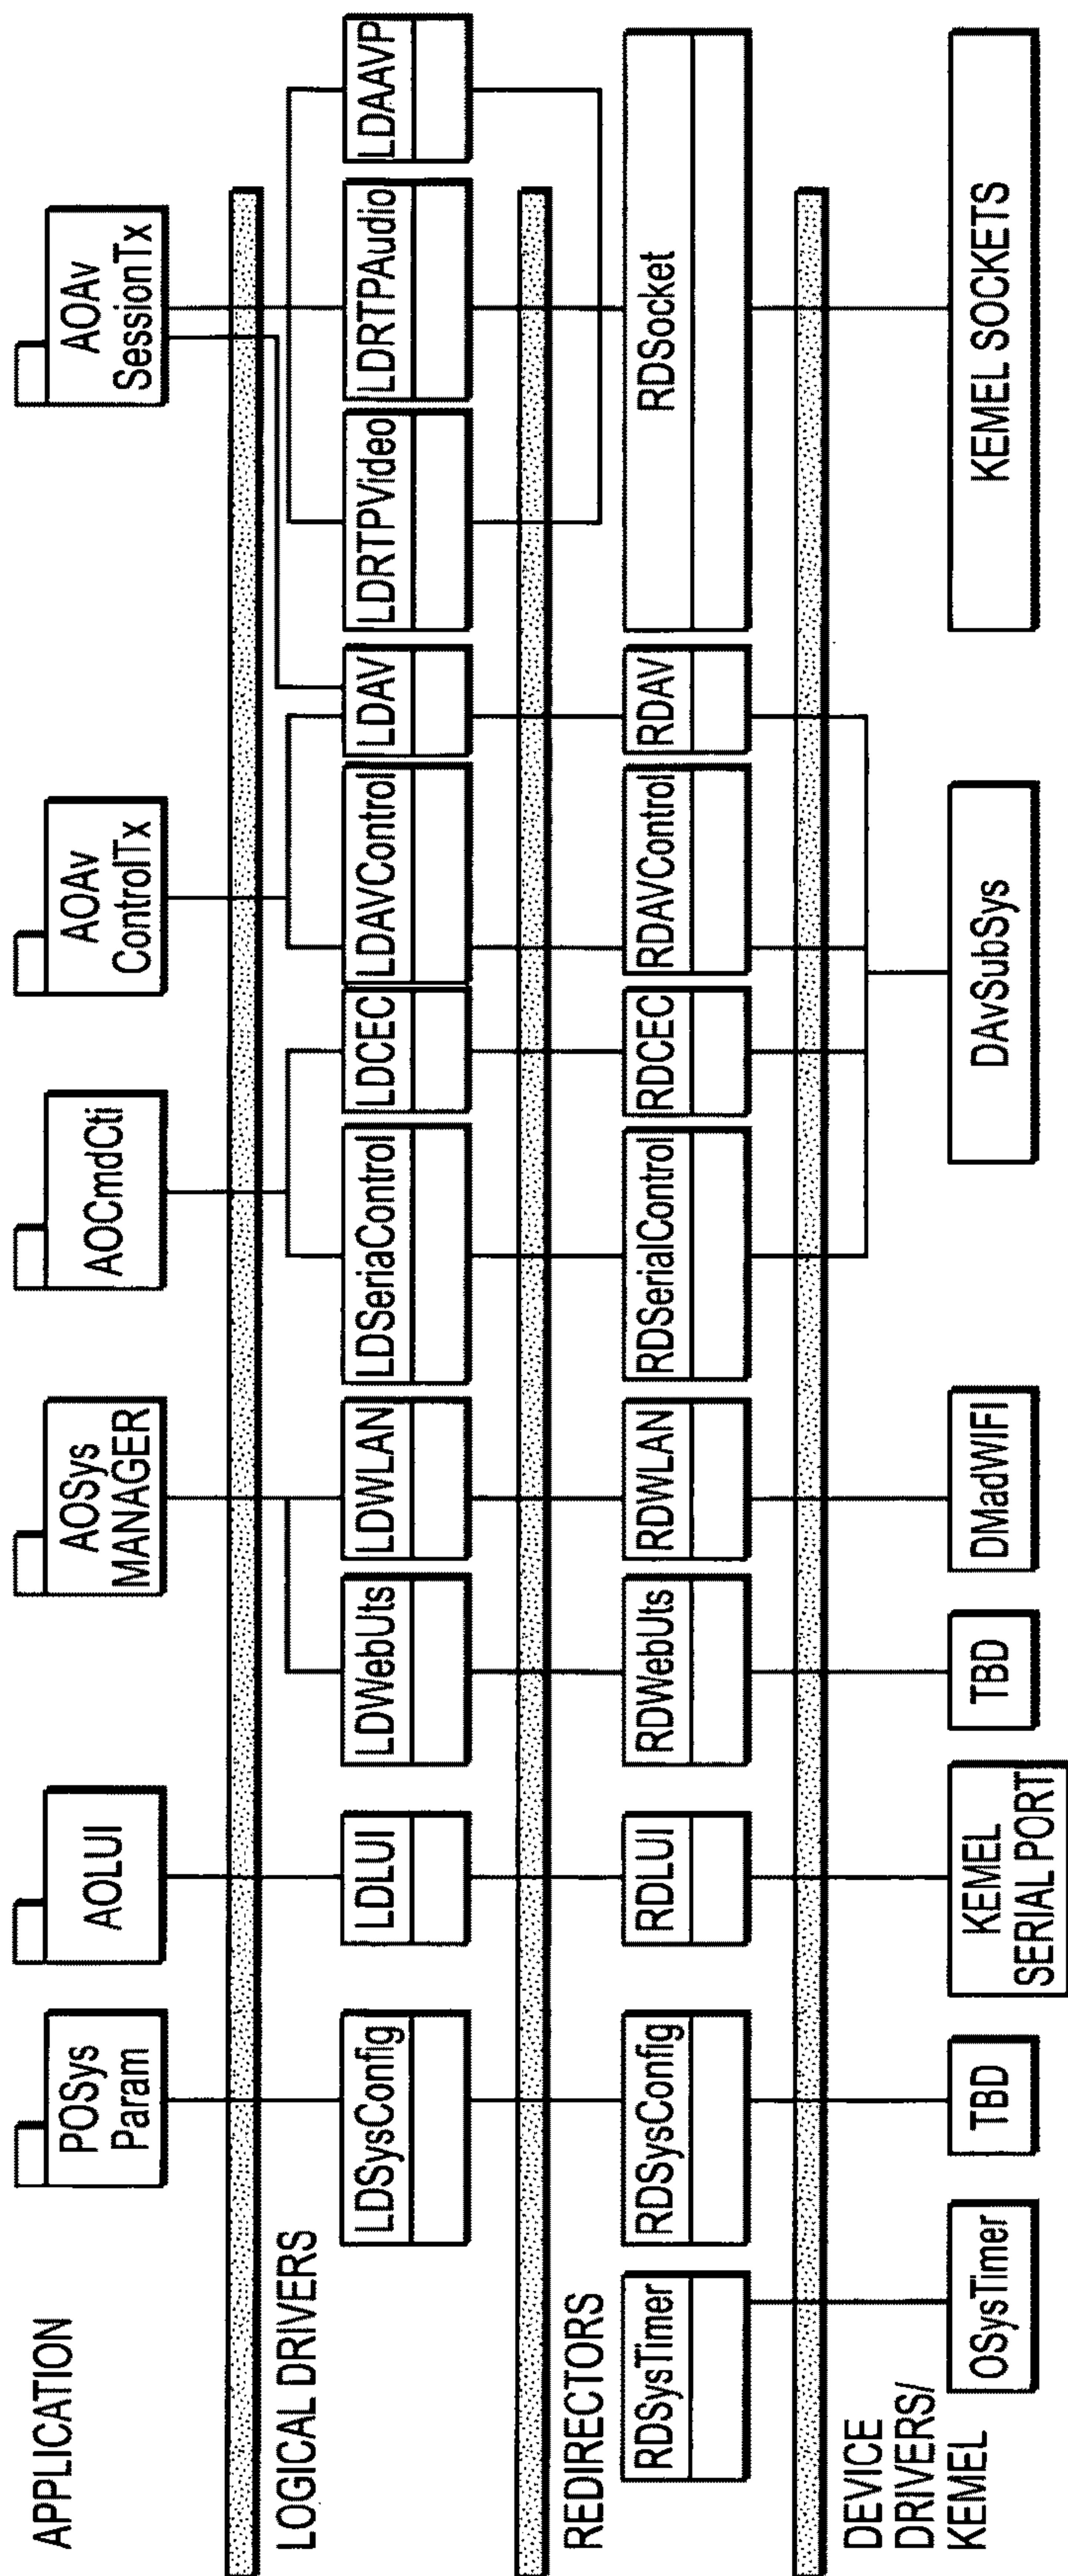 APPLICATION
POSys
Param
AOLUI
AOSys
MANAGER
AOCmdCti
AOAv
ControlTx
AOAv
SessionTx
LOGICAL DRIVERS
LDSysConfig
LDLUI
LDWebUts
LDWLAN
LDSeriaControl
LDCEC
LDAVControl
LDAV
LDRTPVideo
LDRTPAudio
LDAAVP
REDIRECTORS
RDSysTimer
RDSysConfig
RDLUI
RDWebUts
RDWLAN
RDSerialControl
RDCEC
RDAVControl
RDAV
RDSocket
DEVICE
DRIVERS/
KEMEL
OSysTimer
TBD
KEMEL
SERIAL PORT
TBD
DMadWIFI
DAvSubSys
KEMEL SOCKETS